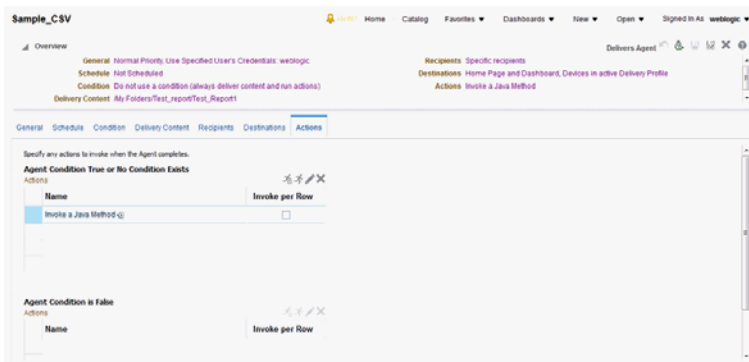 Sample_CSV
Home Catalog Favorites Dashboards New Open Signed In As weblogic
Overview
Delivers Agent
General Normal Priority, Use Specified User's Credentials: weblogic
Recipients Specific recipients
Schedule Not Scheduled
Destinations Home Page and Dashboard, Devices in active Delivery Profile
Condition Do not use a condition (always deliver content and run actions)
Actions Invoke a Java Method
Delivery Content /My Folders/Test_report/Test_Report1
General Schedule Condition Delivery Content Recipients Destinations Actions
Specify any actions to invoke when the Agent completes.
Agent Condition True or No Condition Exists
Actions
Name Invoke per Row
Invoke a Java Method
Agent Condition is False
Actions
Name Invoke per Row